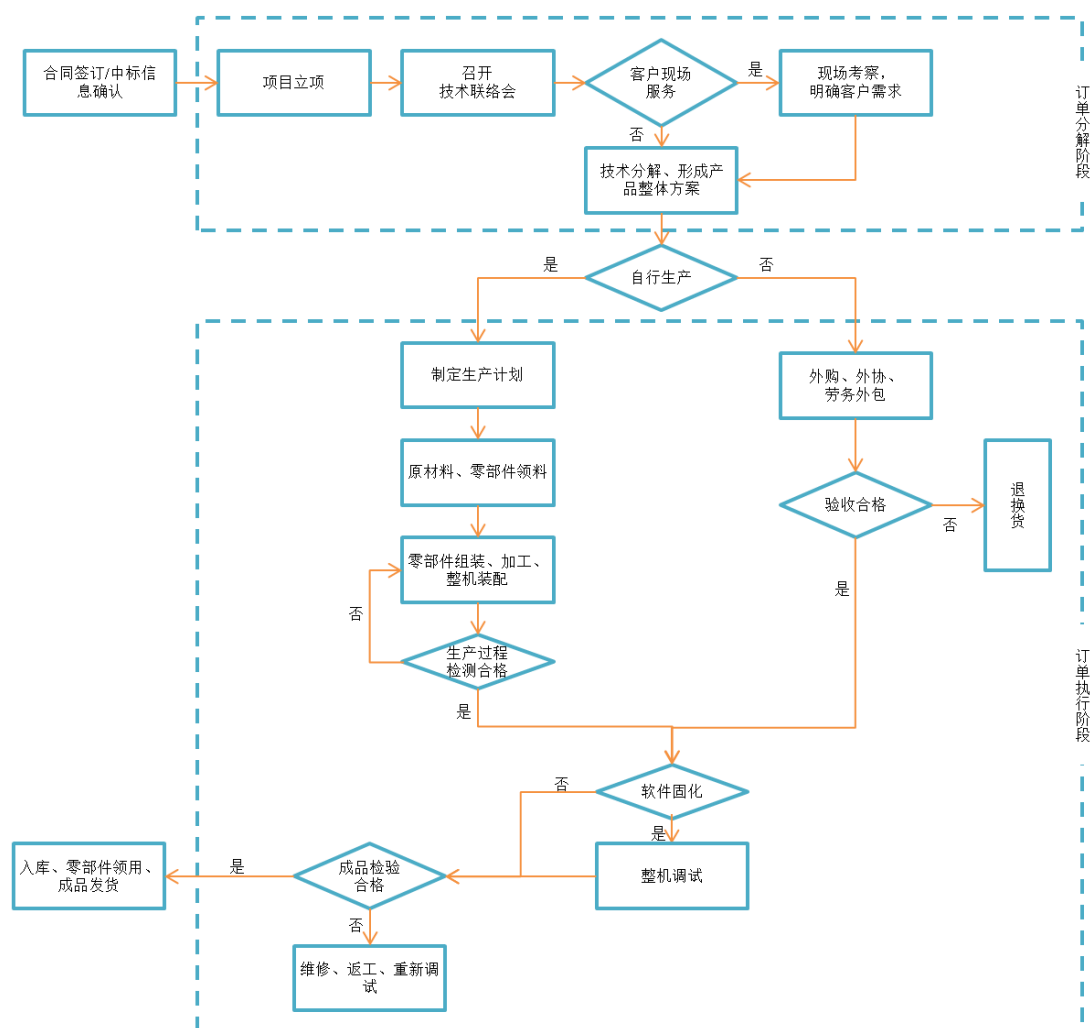 合同签订/中标信
息确认
项目立项
召开
技术联络会
客户现场
服务
是
现场考察，
明确客户需求
否
技术分解、形成产
品整体方案
订单分解阶段
自行生产
是
否
制定生产计划
外购、外协、
劳务外包
原材料、零部件领料
验收合格
否
退换货
零部件组装、加工、
整机装配
否
是
生产过程
检测合格
是
订单执行阶段
软件固化
否
是
整机调试
成品检验
合格
是
入库、零部件领用、
成品发货
否
维修、返工、重新调
试